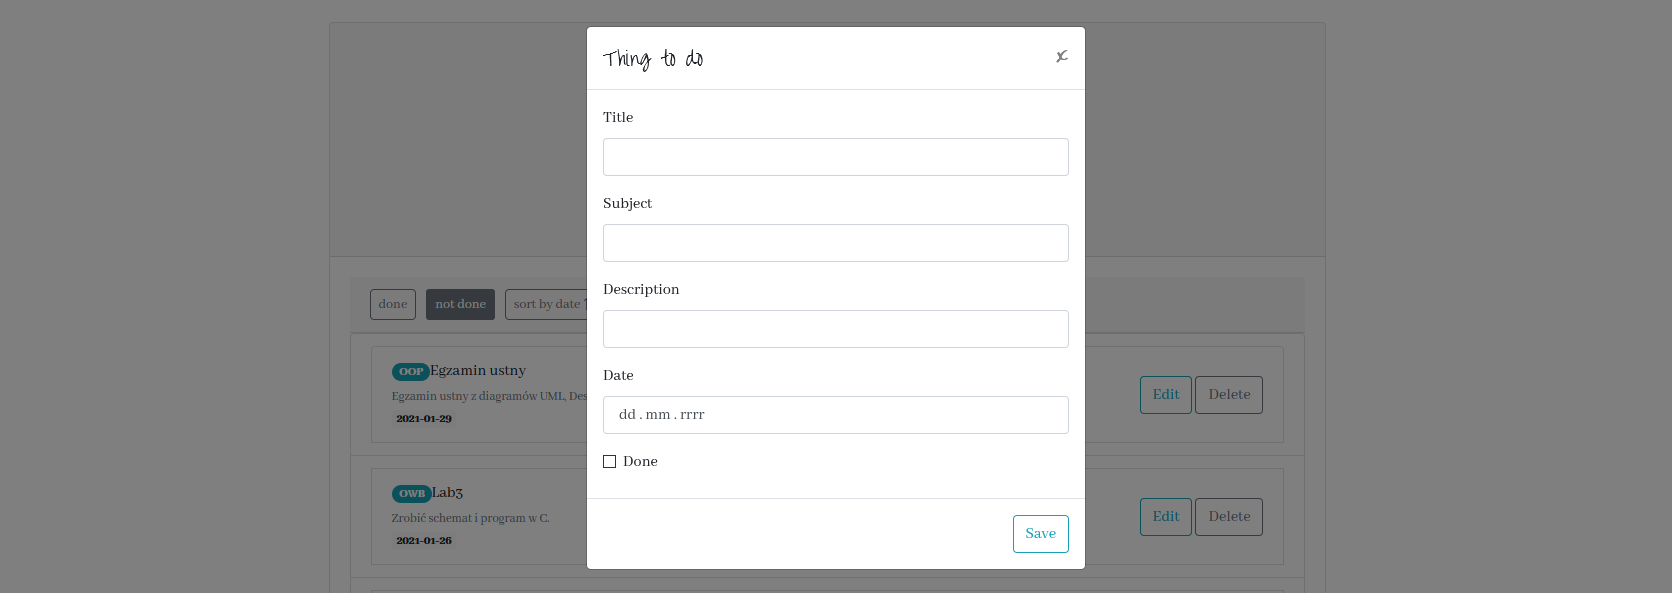 Thing to do
Title
Subject
Description
Date
dd . mm . rrrr
Done
Save
done
not done
sort by date
OOP Egzamin ustny
Egzamin ustny z diagramów UML,
2021-01-29
Edit
Delete
OWB Lab3
Zrobić schemat i program w C.
2021-01-26
Edit
Delete